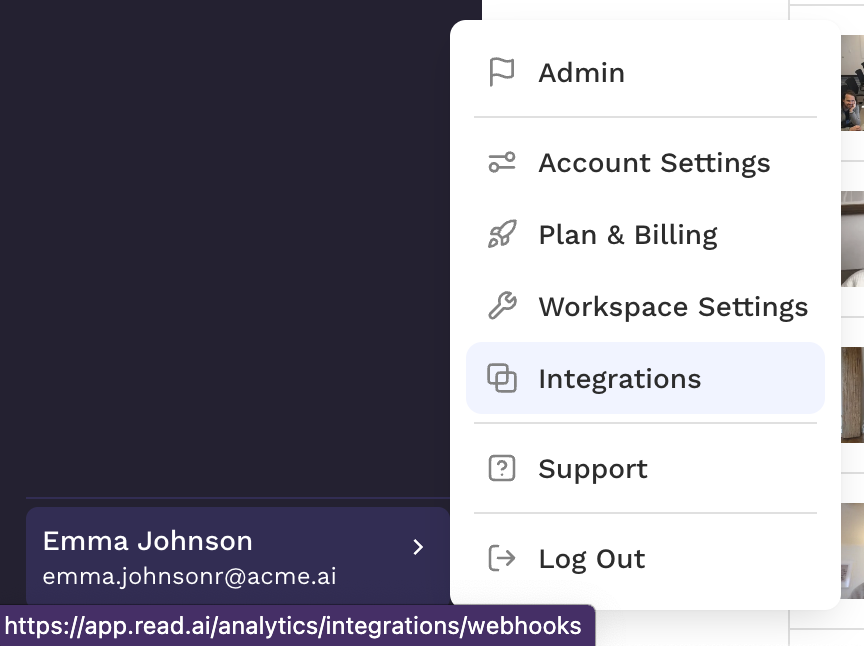 Admin
Account Settings
Plan & Billing
Workspace Settings
Integrations
Support
Log Out
Emma Johnson
emma.johnsonr@acme.ai
https://app.read.ai/analytics/integrations/webhooks